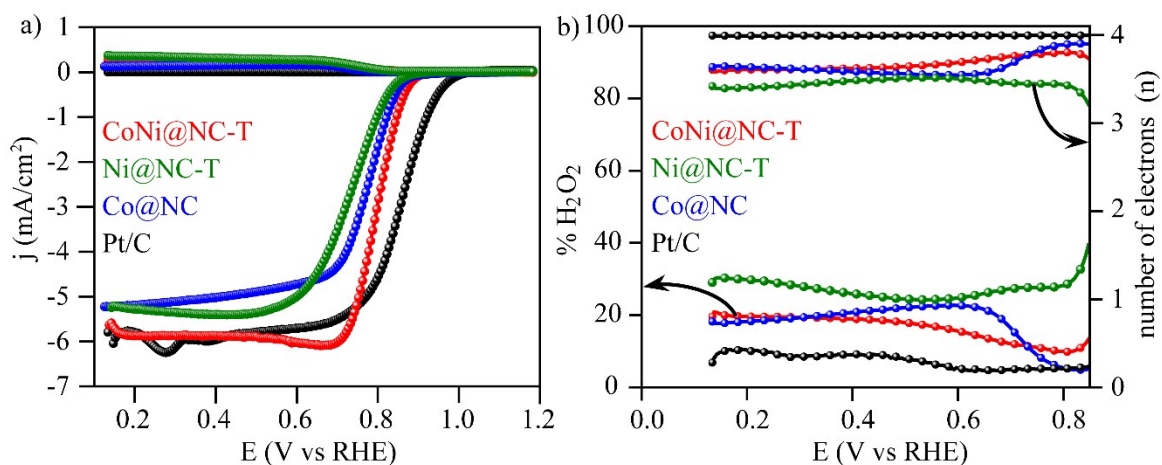 a)
j (mA/cm²)
1
0
-1
-2
-3
-4
-5
-6
-7
CoNi@NC-T
Ni@NC-T
Co@NC
Pt/C
0.2 0.4 0.6 0.8 1.0
E (V vs RHE)
b)
% H₂O₂
100
80
60
40
20
0
CoNi@NC-T
Ni@NC-T
Co@NC
Pt/C
0.0 0.2 0.4 0.6 0.8
E (V vs RHE)
4
3
2
1
0
number of electrons (n)